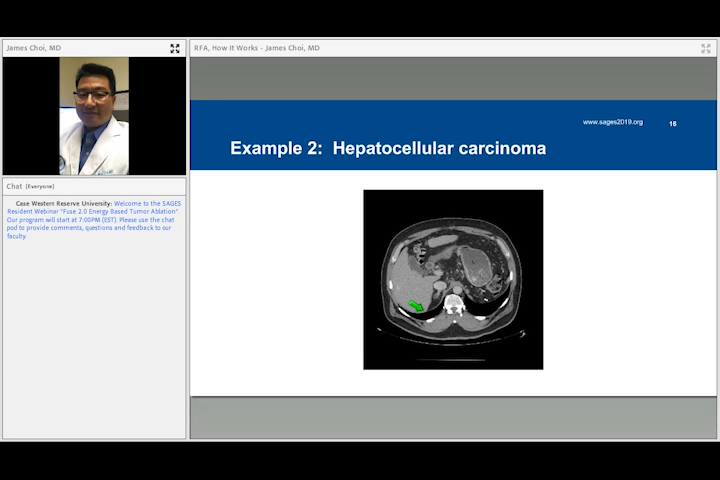 James Choi, MD
RFA, How It Works - James Choi, MD
www.sages2019.org
16
Example 2: Hepatocellular carcinoma
Chat (Everyone)
Case Western Reserve University: Welcome to the SAGES
Resident Webinar "Fuse 2.0 Energy Based Tumor Ablation".
Our program will start at 7:00PM (EST). Please use the chat
pod to provide comments, questions and feedback to our
faculty.